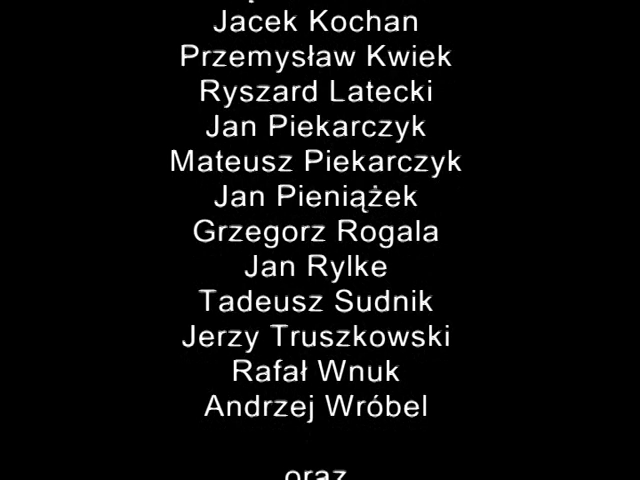 Jacek Kochan
Przemysław Kwiek
Ryszard Latecki
Jan Piekarczyk
Mateusz Piekarczyk
Jan Pieniążek
Grzegorz Rogala
Jan Rylke
Tadeusz Sudnik
Jerzy Truszkowski
Rafał Wnuk
Andrzej Wróbel
oraz